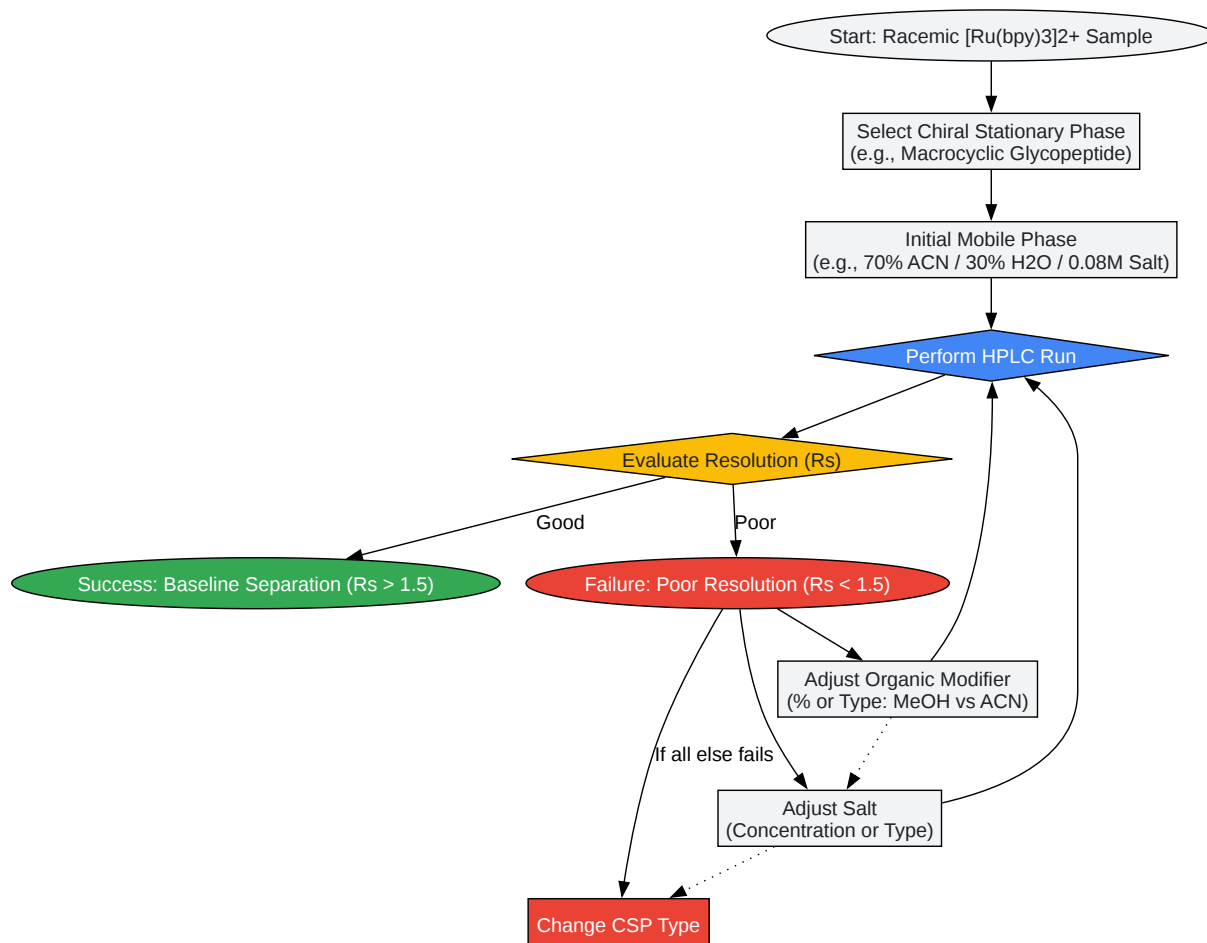 Start: Racemic [Ru(bpy)3]2+ Sample
Select Chiral Stationary Phase
(e.g., Macrocyclic Glycopeptide)
Initial Mobile Phase
(e.g., 70% ACN / 30% H2O / 0.08M Salt)
Perform HPLC Run
Evaluate Resolution (Rs)
Good
Poor
Success: Baseline Separation (Rs > 1.5)
Failure: Poor Resolution (Rs < 1.5)
Adjust Organic Modifier
(% or Type: MeOH vs ACN)
If all else fails
Adjust Salt
(Concentration or Type)
Change CSP Type